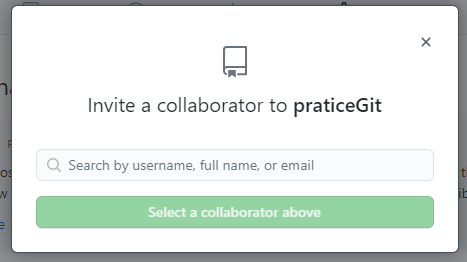 Invite a collaborator to praticeGit
Search by username, full name, or email
Select a collaborator above